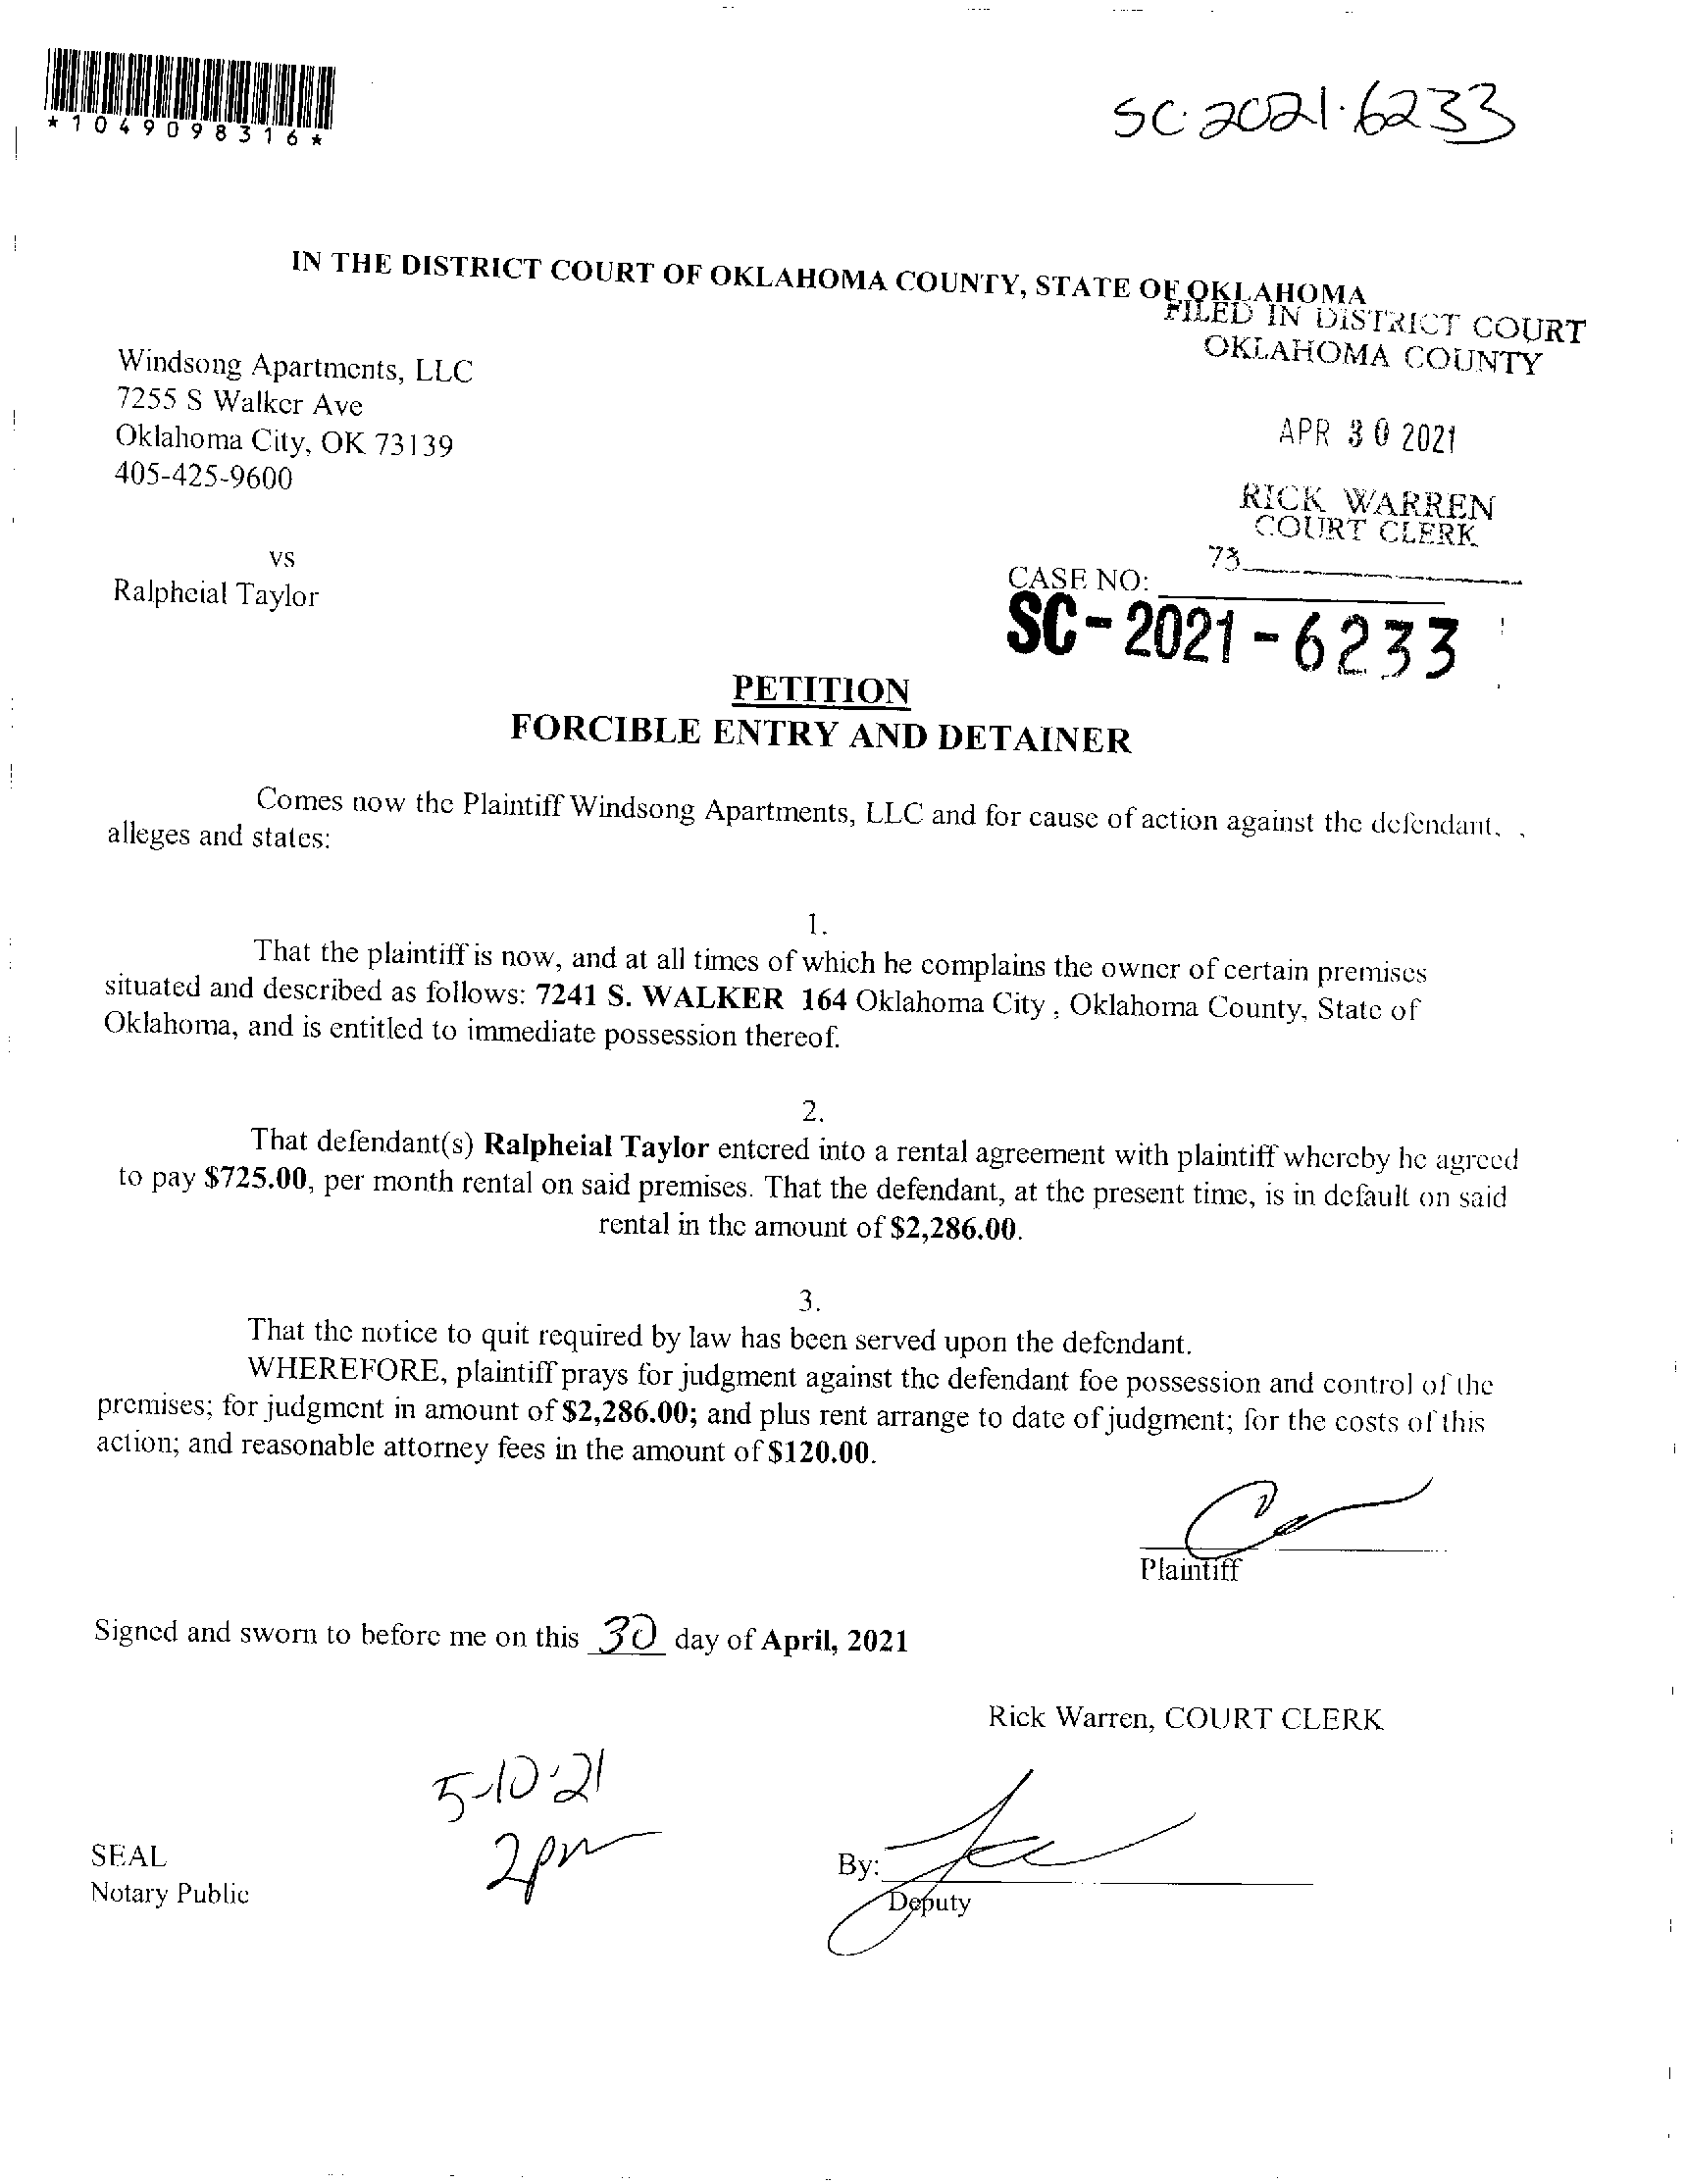 *1049098316*
SC-2021-6233
IN THE DISTRICT COURT OF OKLAHOMA COUNTY, STATE OF OKLAHOMA
FILED IN DISTRICT COURT
OKLAHOMA COUNTY
Windsong Apartments, LLC
7255 S Walker Ave
Oklahoma City, OK 73139
405-425-9600
APR 30 2021
RICK WARREN
COURT CLERK
73
vs
Ralpheial Taylor
CASE NO:
SC-2021-6233
PETITION
FORCIBLE ENTRY AND DETAINER
Comes now the Plaintiff Windsong Apartments, LLC and for cause of action against the defendant, ,
alleges and states:
1.
That the plaintiff is now, and at all times of which he complains the owner of certain premises
situated and described as follows: 7241 S. WALKER 164 Oklahoma City , Oklahoma County, State of
Oklahoma, and is entitled to immediate possession thereof.
2.
That defendant(s) Ralpheial Taylor entered into a rental agreement with plaintiff whereby he agreed
to pay $725.00, per month rental on said premises. That the defendant, at the present time, is in default on said
rental in the amount of $2,286.00.
3.
That the notice to quit required by law has been served upon the defendant.
WHEREFORE, plaintiff prays for judgment against the defendant foe possession and control of the
premises; for judgment in amount of $2,286.00; and plus rent arrange to date of judgment; for the costs of this
action; and reasonable attorney fees in the amount of $120.00.
Plaintiff
Signed and sworn to before me on this 30 day of April, 2021
Rick Warren, COURT CLERK
5-10-21
2pm
SEAL
Notary Public
By:
Deputy